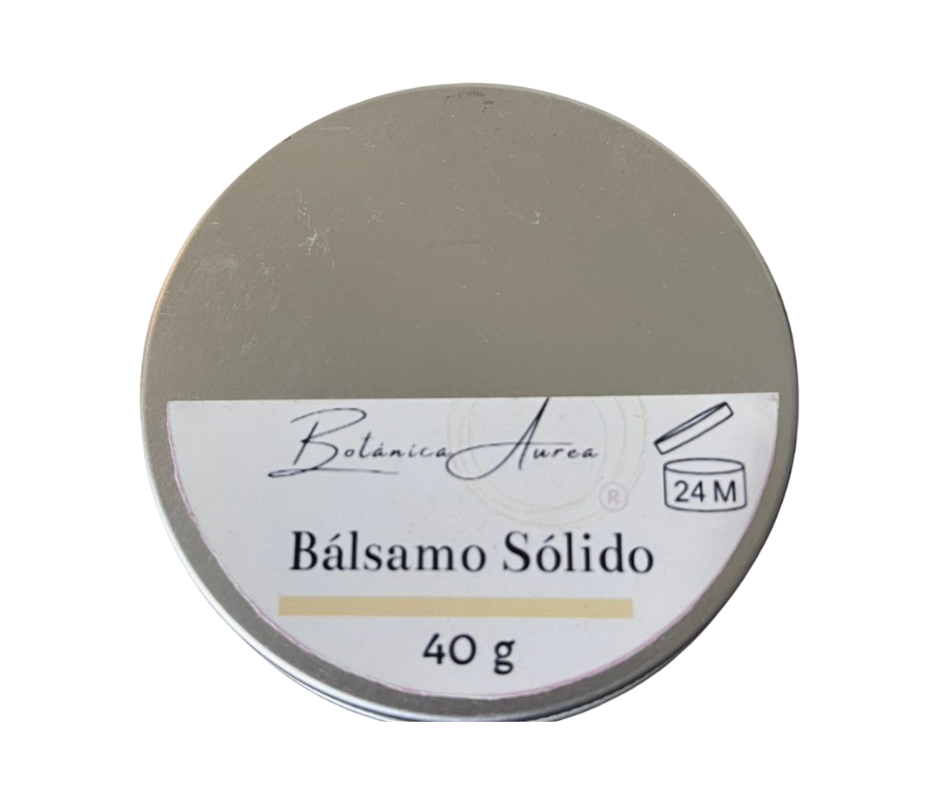 Botánica Aurea
®
24 M
Bálsamo Sólido
40 g